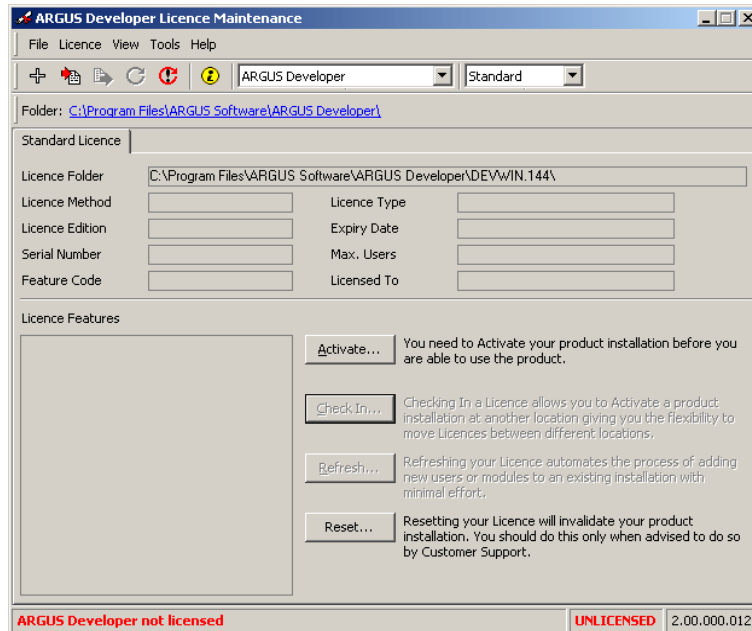 ARGUS Developer Licence Maintenance
File Licence View Tools Help
ARGUS Developer Standard
Folder: C:\Program Files\ARGUS Software\ARGUS Developer\
Standard Licence
Licence Folder C:\Program Files\ARGUS Software\ARGUS Developer\DEVWIN.144\
Licence Method Licence Type
Licence Edition Expiry Date
Serial Number Max. Users
Feature Code Licensed To
Licence Features
Activate... You need to Activate your product installation before you
are able to use the product.
Check In... Checking In a Licence allows you to Activate a product
installation at another location giving you the flexibility to
move Licences between different locations.
Refresh... Refreshing your Licence automates the process of adding
new users or modules to an existing installation with
minimal effort.
Reset... Resetting your Licence will invalidate your product
installation. You should do this only when advised to do so
by Customer Support.
ARGUS Developer not licensed UNLICENSED 2.00.000.012